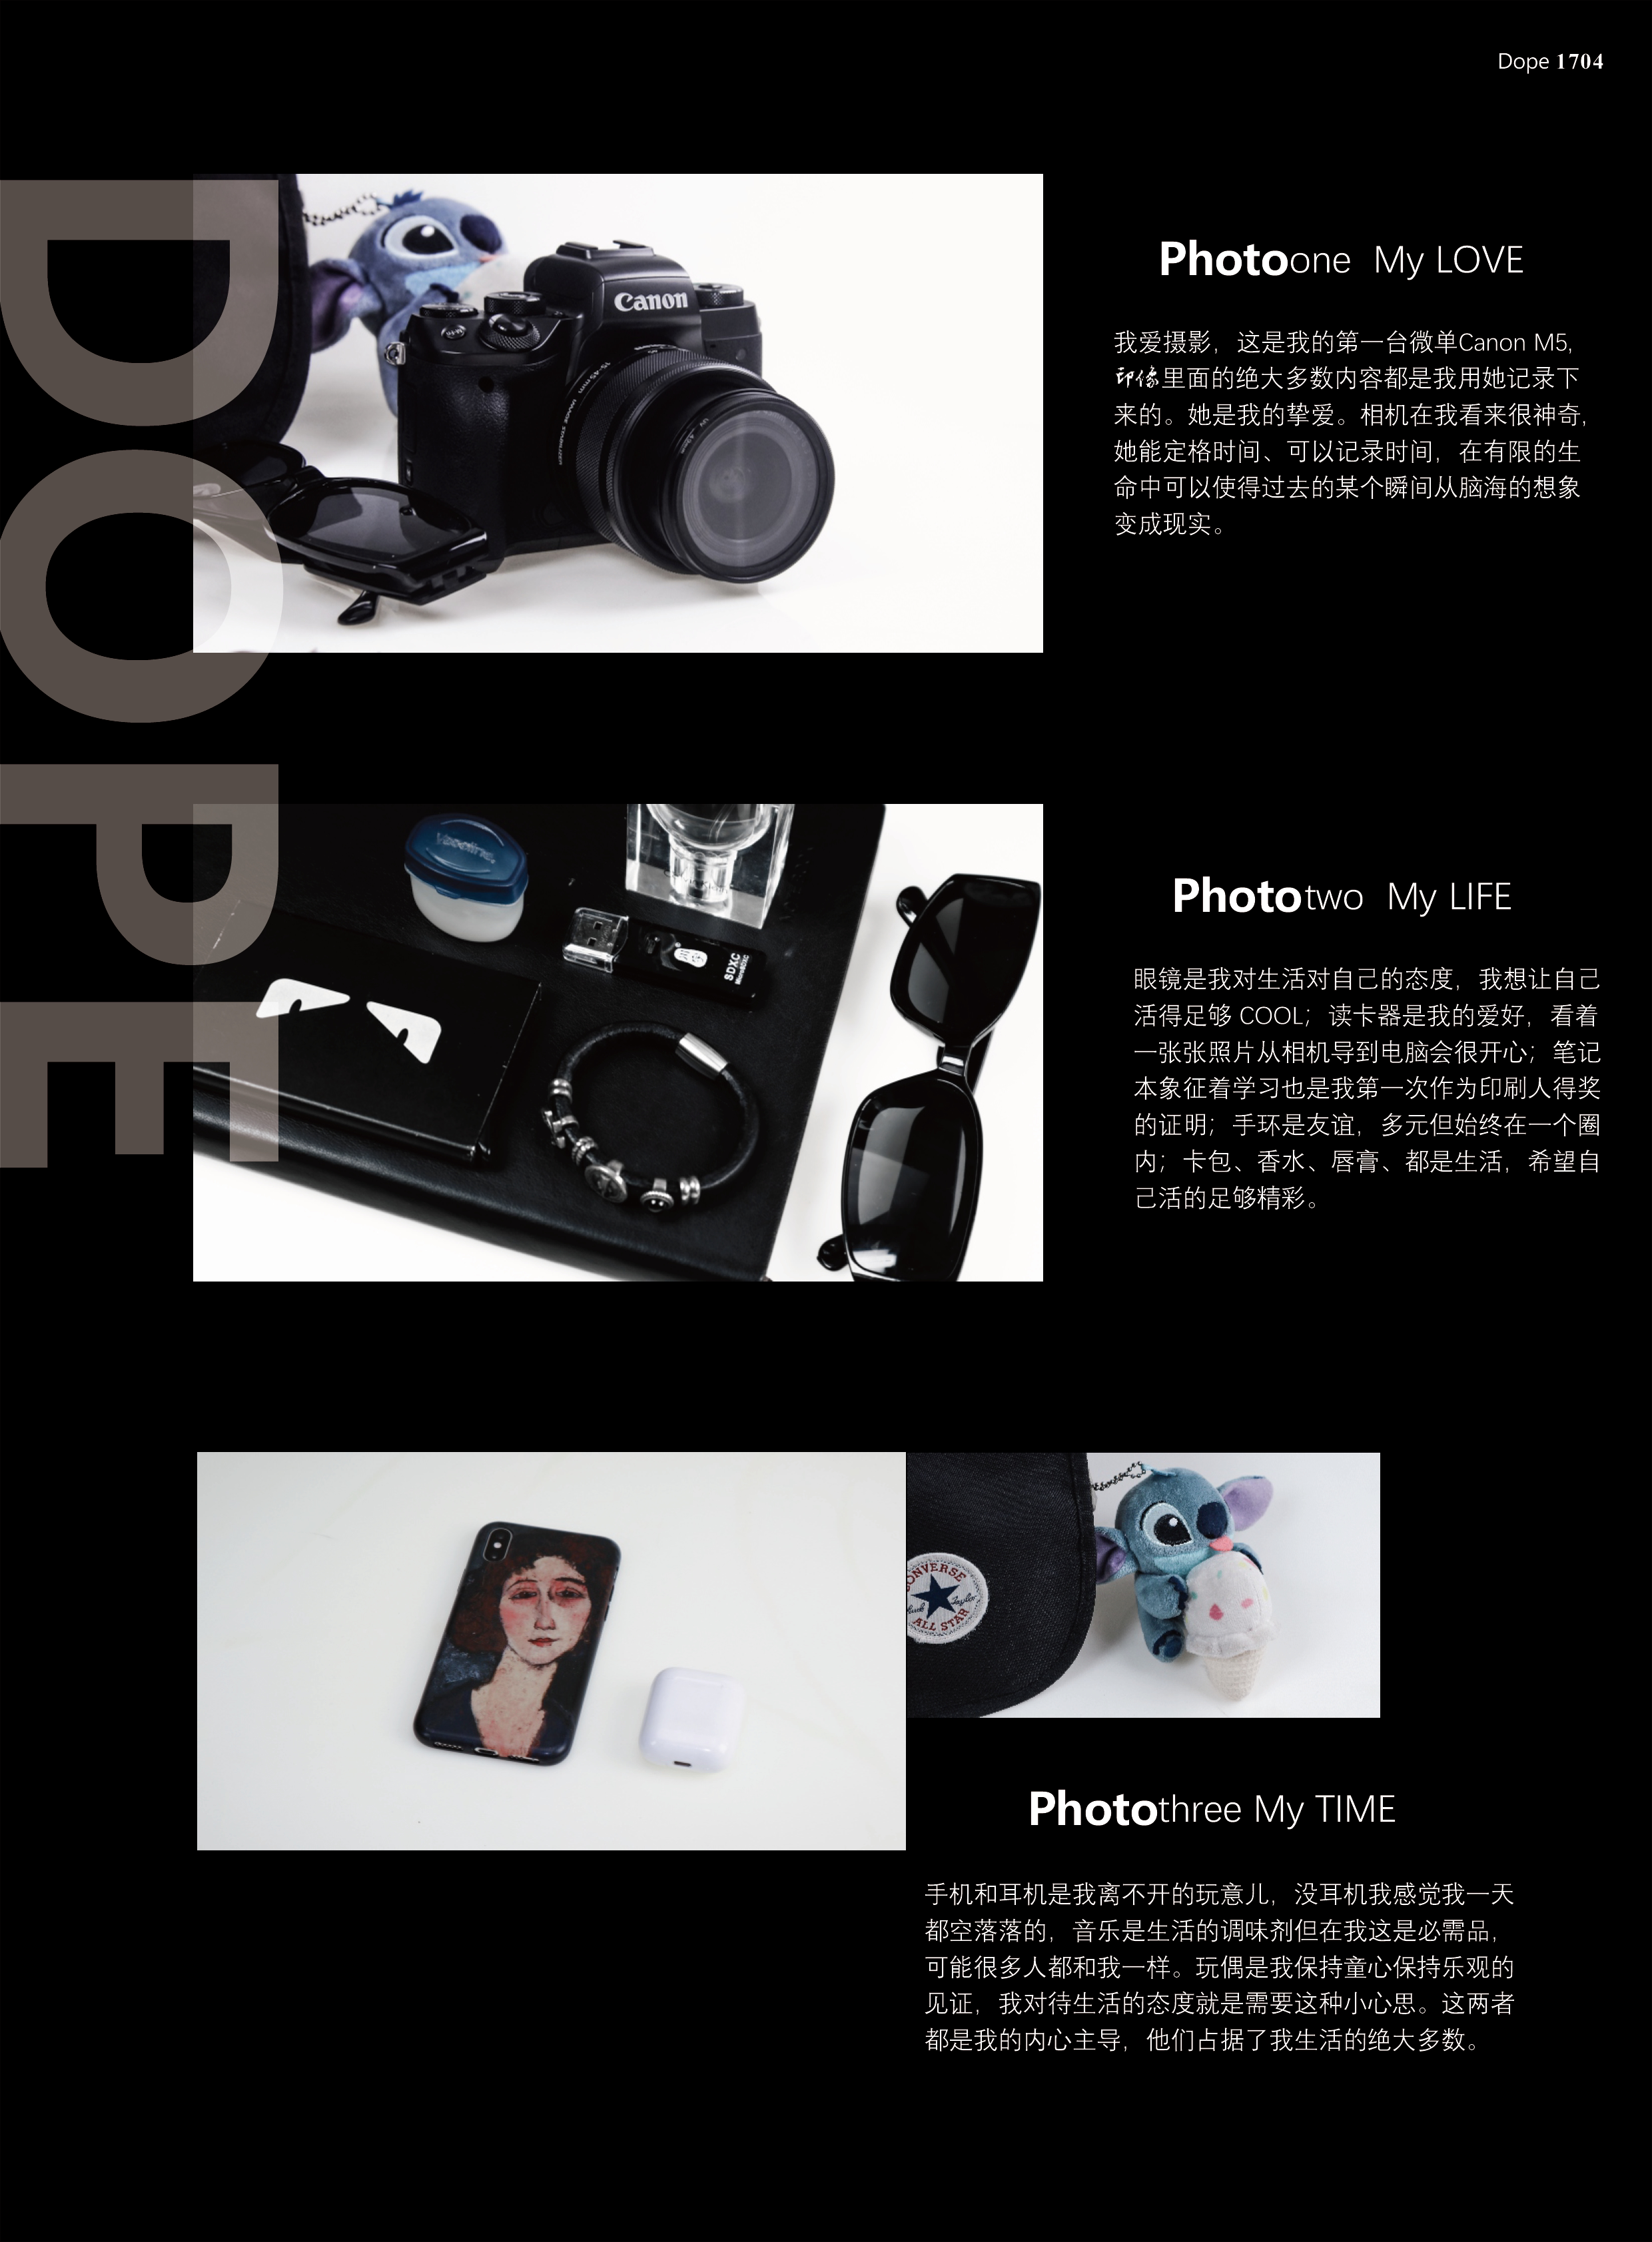 Dope 1704
DOPE
Canon
Photoone My LOVE
我爱摄影，这是我的第一台微单Canon M5,
印像里面的绝大多数内容都是我用她记录下
来的。她是我的挚爱。相机在我看来很神奇,
她能定格时间、可以记录时间，在有限的生
命中可以使得过去的某个瞬间从脑海的想象
变成现实。
Vaseline
SDXC
MicroSDXC
Phototwo My LIFE
眼镜是我对生活对自己的态度，我想让自己
活得足够 COOL；读卡器是我的爱好，看着
一张张照片从相机导到电脑会很开心；笔记
本象征着学习也是我第一次作为印刷人得奖
的证明；手环是友谊，多元但始终在一个圈
内；卡包、香水、唇膏、都是生活，希望自
己活的足够精彩。
ONVERSE
ALL STAR
Photothree My TIME
手机和耳机是我离不开的玩意儿，没耳机我感觉我一天
都空落落的，音乐是生活的调味剂但在我这是必需品，
可能很多人都和我一样。玩偶是我保持童心保持乐观的
见证，我对待生活的态度就是需要这种小心思。这两者
都是我的内心主导，他们占据了我生活的绝大多数。